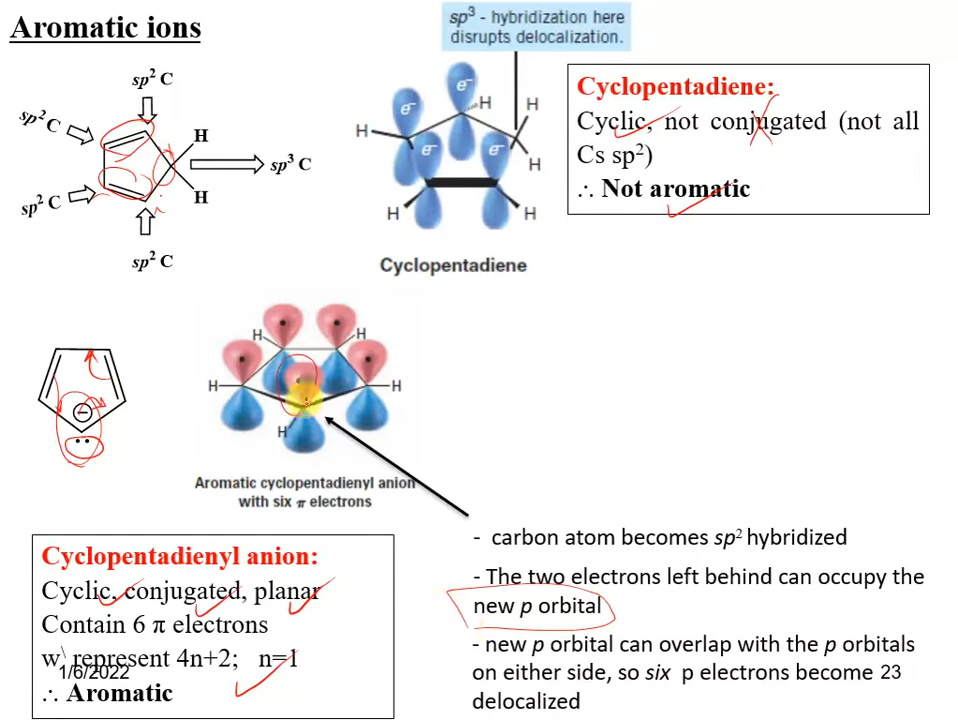 Aromatic ions
sp³ - hybridization here
disrupts delocalization.
sp² C
sp² C
H
sp³ C
H
sp² C
sp² C
e⁻
e⁻
e⁻
e⁻
H
H
H
H
H
H
Cyclopentadiene
Cyclopentadiene:
Cyclic, not conjugated (not all
Cs sp²)
∴ Not aromatic
H
H
H
H
H
Aromatic cyclopentadienyl anion
with six π electrons
Cyclopentadienyl anion:
Cyclic, conjugated, planar
Contain 6 π electrons
w\ represent 4n+2; n=1
1/6/2022
∴ Aromatic
- carbon atom becomes sp² hybridized
- The two electrons left behind can occupy the
new p orbital
- new p orbital can overlap with the p orbitals
on either side, so six p electrons become 23
delocalized